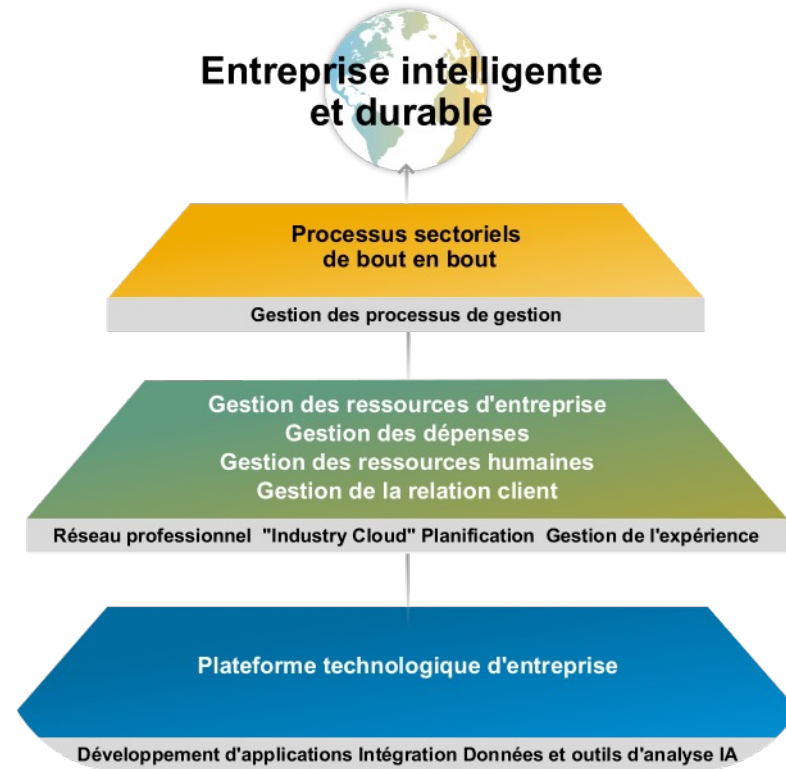 Entreprise intelligente
et durable
Processus sectoriels
de bout en bout
Gestion des processus de gestion
Gestion des ressources d'entreprise
Gestion des dépenses
Gestion des ressources humaines
Gestion de la relation client
Réseau professionnel "Industry Cloud" Planification Gestion de l'expérience
Plateforme technologique d'entreprise
Développement d'applications Intégration Données et outils d'analyse IA